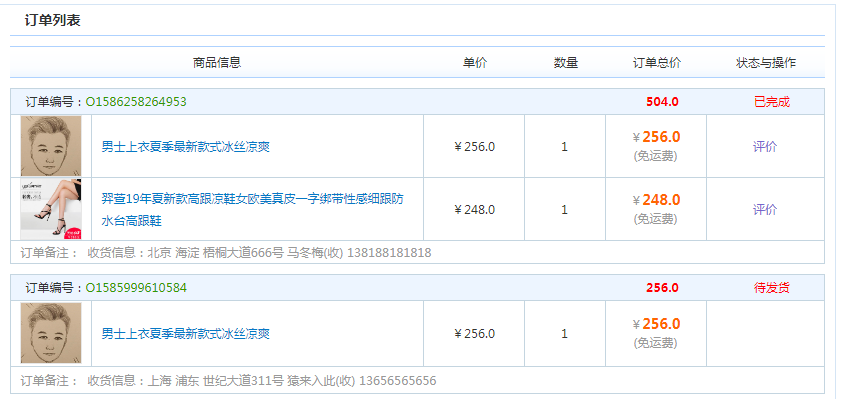 订单列表
商品信息 单价 数量 订单总价 状态与操作
订单编号：O1586258264953 504.0 已完成
男士上衣夏季最新款式冰丝凉爽 ￥256.0 1 ￥256.0 评价
(免运费)
羿萱19年夏新款高跟凉鞋女欧美真皮一字绑带性感细跟防
水台高跟鞋 ￥248.0 1 ￥248.0 评价
(免运费)
订单备注： 收货信息：北京 海淀 梧桐大道666号 马冬梅(收) 138188181818
订单编号：O1585999610584 256.0 待发货
男士上衣夏季最新款式冰丝凉爽 ￥256.0 1 ￥256.0
(免运费)
订单备注： 收货信息：上海 浦东 世纪大道311号 猿来入此(收) 13656565656